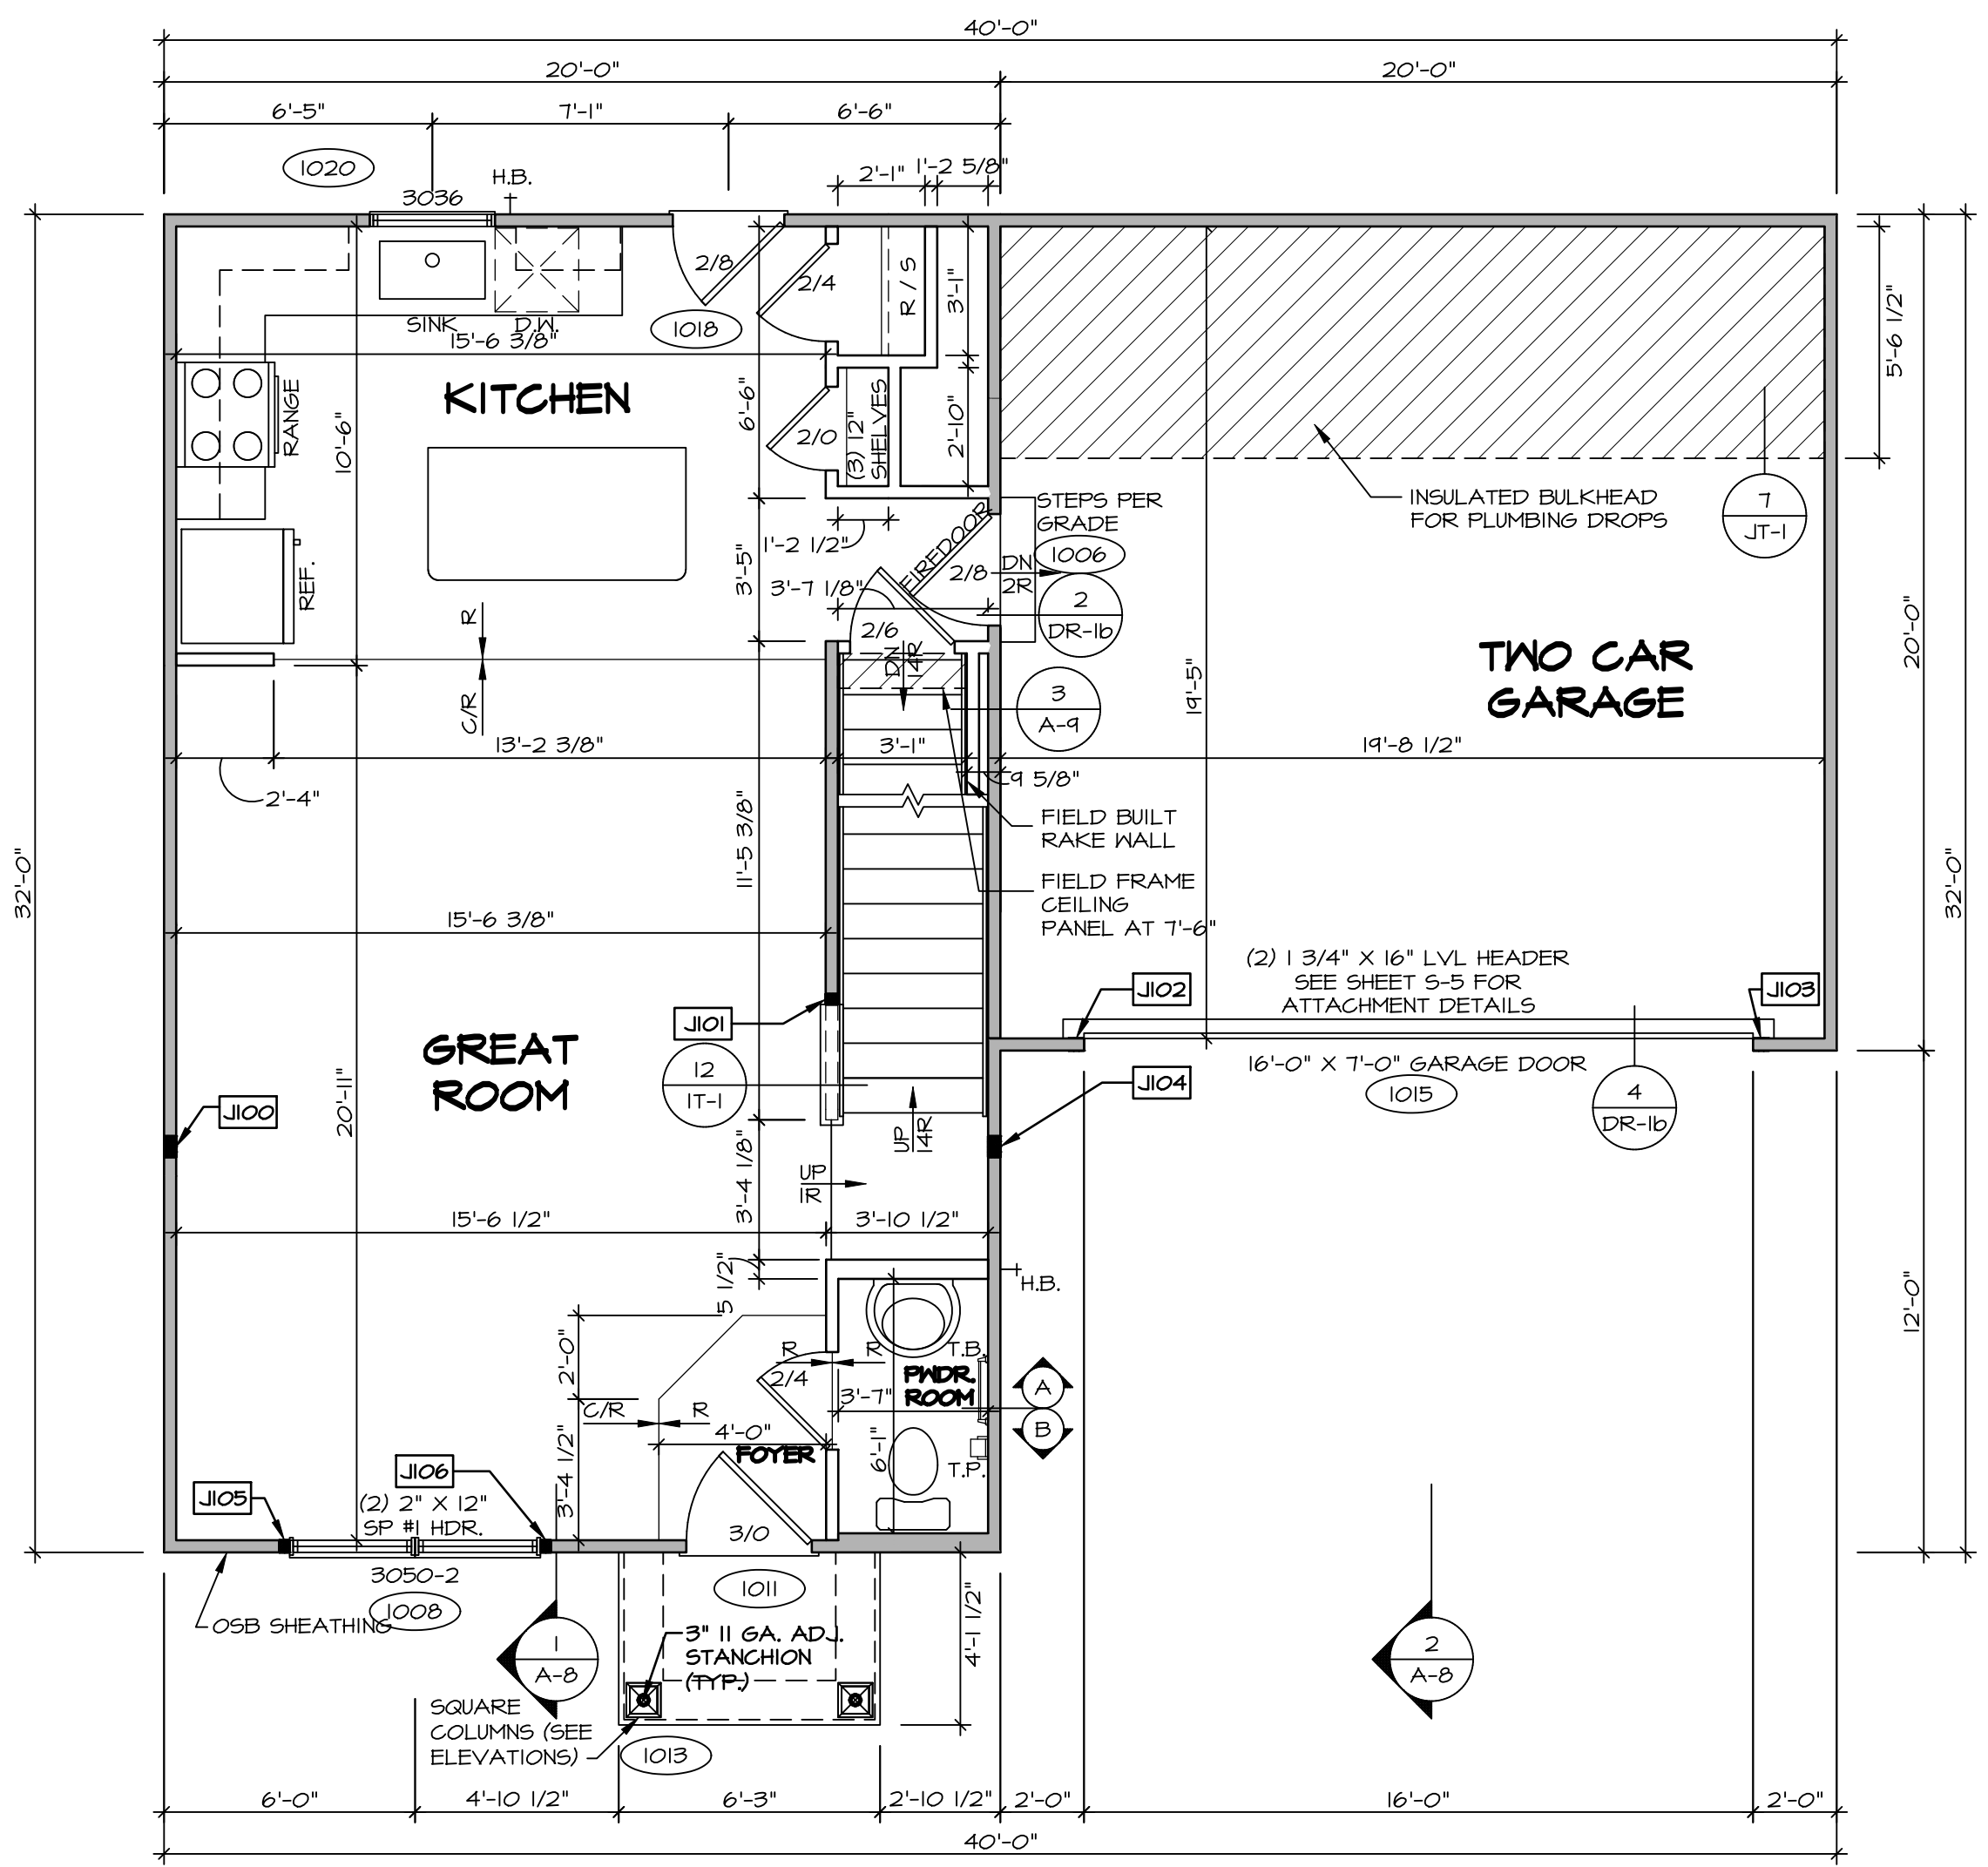 40'-0"
20'-0"
20'-0"
6'-5"
7'-1"
6'-6"
1020
3036
H.B.
2'-1"
1'-2 5/8"
2/8
2/4
R / S
3'-1"
5'-6 1/2"
SINK
D.W.
1018
15'-6 3/8"
KITCHEN
RANGE
10'-6"
6'-6"
2/0
(3) 12"
SHELVES
2'-10"
INSULATED BULKHEAD
FOR PLUMBING DROPS
7
JT-1
STEPS PER
GRADE
1006
FIREDOOR
1'-2 1/2"
3'-5"
3'-7 1/8"
2/8
DN
2R
2
DR-1b
REF.
R
C/R
2/6
DN
14R
3
A-9
TWO CAR
GARAGE
20'-0"
19'-5"
13'-2 3/8"
3'-1"
19'-8 1/2"
9 5/8"
2'-4"
FIELD BUILT
RAKE WALL
11'-5 3/8"
32'-0"
32'-0"
FIELD FRAME
CEILING
PANEL AT 7'-6"
15'-6 3/8"
(2) 1 3/4" X 16" LVL HEADER
SEE SHEET S-5 FOR
ATTACHMENT DETAILS
J102
J103
J101
GREAT
ROOM
12
1T-1
16'-0" X 7'-0" GARAGE DOOR
1015
4
DR-1b
J104
J100
20'-11"
UP
14R
UP
1R
3'-4 1/8"
15'-6 1/2"
3'-10 1/2"
5 1/2"
H.B.
12'-0"
2'-0"
R
R
2/4
T.B.
PWDR.
ROOM
3'-7"
A
B
C/R
R
4'-0"
FOYER
6'-1"
T.P.
3'-4 1/2"
J106
J105
(2) 2" X 12"
SP #1 HDR.
3/0
3050-2
1008
OSB SHEATHING
1011
1
A-8
3" 11 GA. ADJ.
STANCHION
(TYP.)
4'-1 1/2"
2
A-8
SQUARE
COLUMNS (SEE
ELEVATIONS)
1013
6'-0"
4'-10 1/2"
6'-3"
2'-10 1/2"
2'-0"
16'-0"
2'-0"
40'-0"